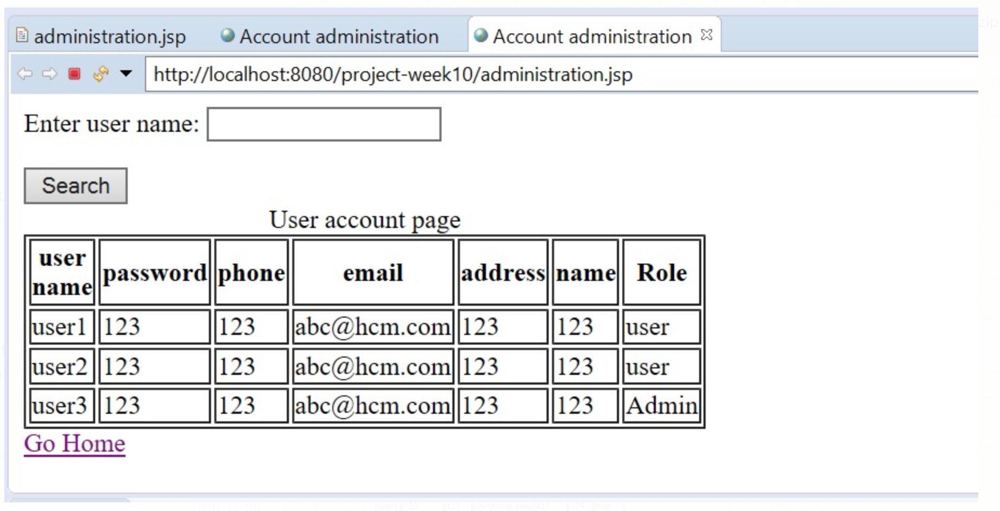 administration.jsp Account administration Account administration
http://localhost:8080/project-week10/administration.jsp
Enter user name:
Search
User account page
user name password phone email address name Role
user1 123 123 abc@hcm.com 123 123 user
user2 123 123 abc@hcm.com 123 123 user
user3 123 123 abc@hcm.com 123 123 Admin
Go Home